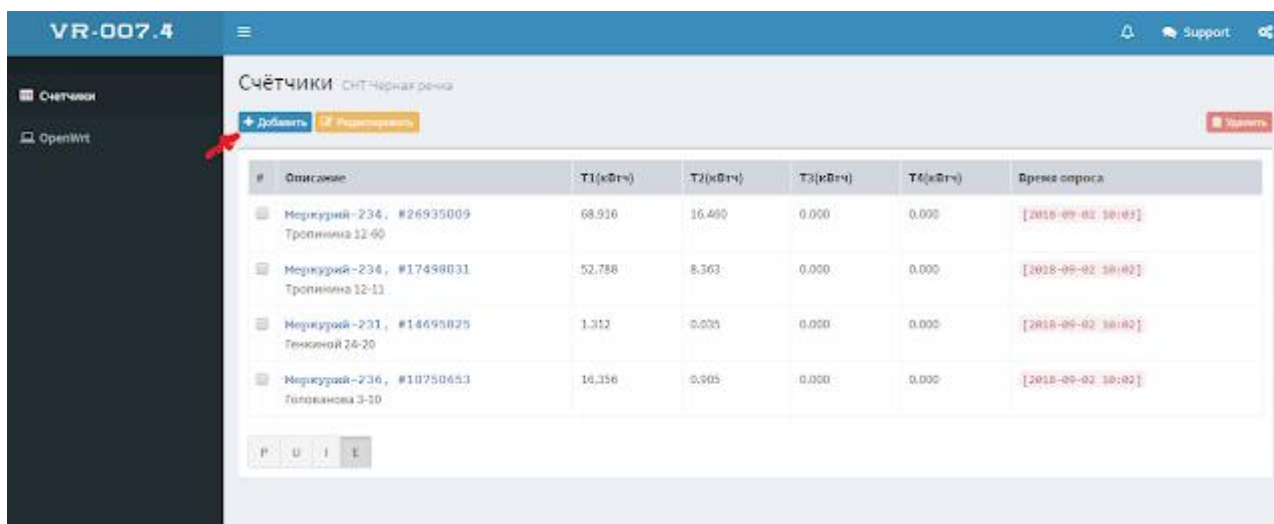 VR-007.4
Support
Счетчики
OpenWrt
Счётчики СНТ Черная речка
Добавить Редактировать Удалить
# Описание T1(кВтч) T2(кВтч) T3(кВтч) T4(кВтч) Время опроса
Меркурий-234, #26935009 68.916 16.460 0.000 0.000 [2018-09-02 10:03]
Тропинина 12-60
Меркурий-234, #17498031 52.788 8.363 0.000 0.000 [2018-09-02 10:02]
Тропинина 12-11
Меркурий-231, #14695825 1.312 0.035 0.000 0.000 [2018-09-02 10:02]
Генкиной 24-20
Меркурий-236, #10750653 16.356 0.905 0.000 0.000 [2018-09-02 10:02]
Голованова 3-10
P U I E